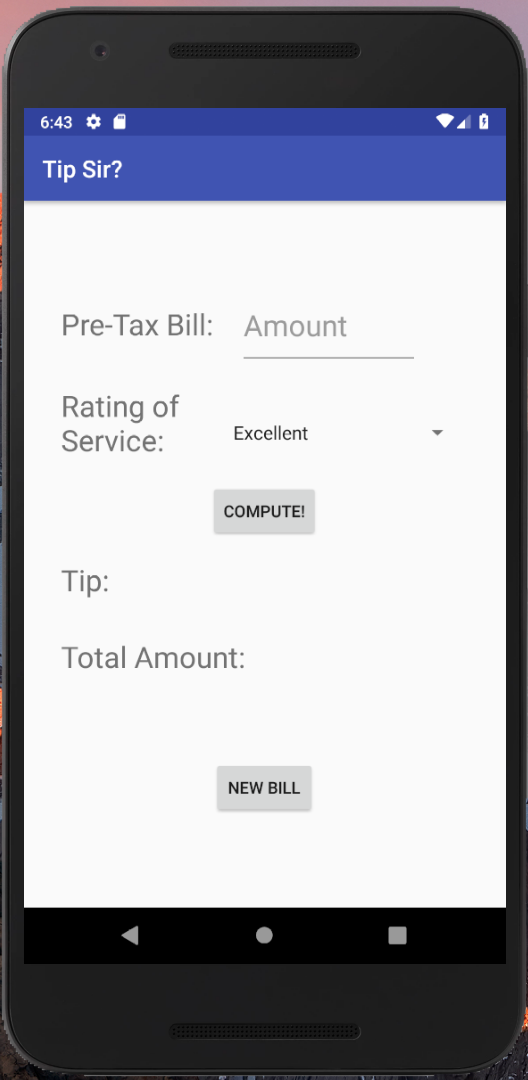 6:43
Tip Sir?
Pre-Tax Bill: Amount
Rating of
Service:
Excellent
COMPUTE!
Tip:
Total Amount:
NEW BILL